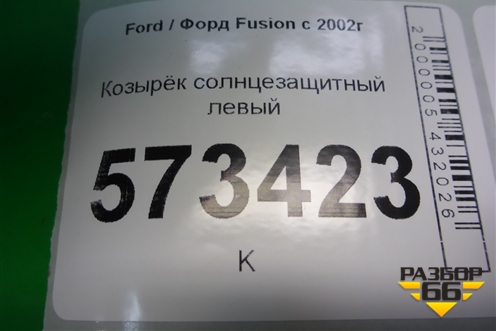 Ford / Форд Fusion с 2002г
Козырёк солнцезащитный
левый
573423
К
2000005432026
РАЗБОР
66